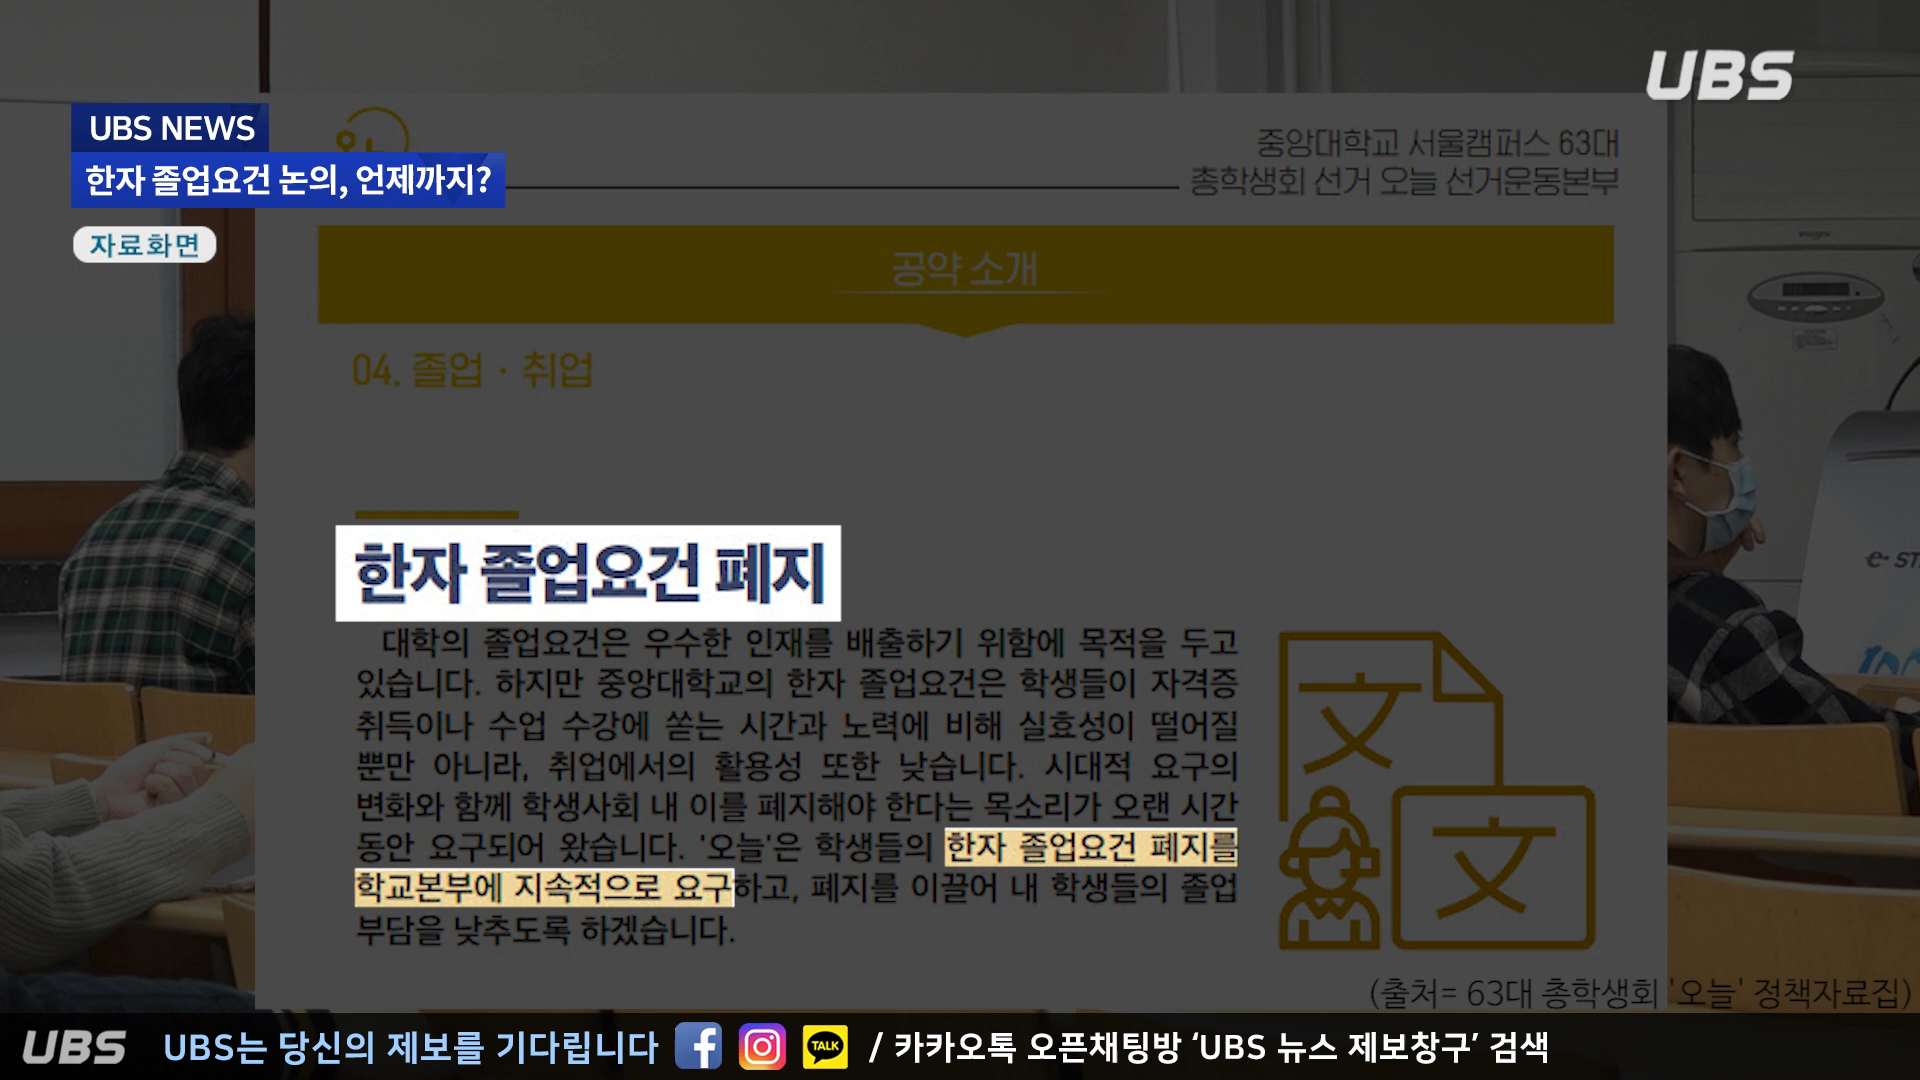 UBS
UBS NEWS
한자 졸업요건 논의, 언제까지?
자료화면
중앙대학교 서울캠퍼스 63대
총학생회 선거 오늘 선거운동본부
공약 소개
04. 졸업 · 취업
한자 졸업요건 폐지
대학의 졸업요건은 우수한 인재를 배출하기 위함에 목적을 두고
있습니다. 하지만 중앙대학교의 한자 졸업요건은 학생들이 자격증
취득이나 수업 수강에 쏟는 시간과 노력에 비해 실효성이 떨어질
뿐만 아니라, 취업에서의 활용성 또한 낮습니다. 시대적 요구의
변화와 함께 학생사회 내 이를 폐지해야 한다는 목소리가 오랜 시간
동안 요구되어 왔습니다. '오늘'은 학생들의 한자 졸업요건 폐지를
학교본부에 지속적으로 요구하고, 폐지를 이끌어 내 학생들의 졸업
부담을 낮추도록 하겠습니다.
文
文
(출처= 63대 총학생회 '오늘' 정책자료집)
UBS UBS는 당신의 제보를 기다립니다 TALK / 카카오톡 오픈채팅방 ‘UBS 뉴스 제보창구’ 검색